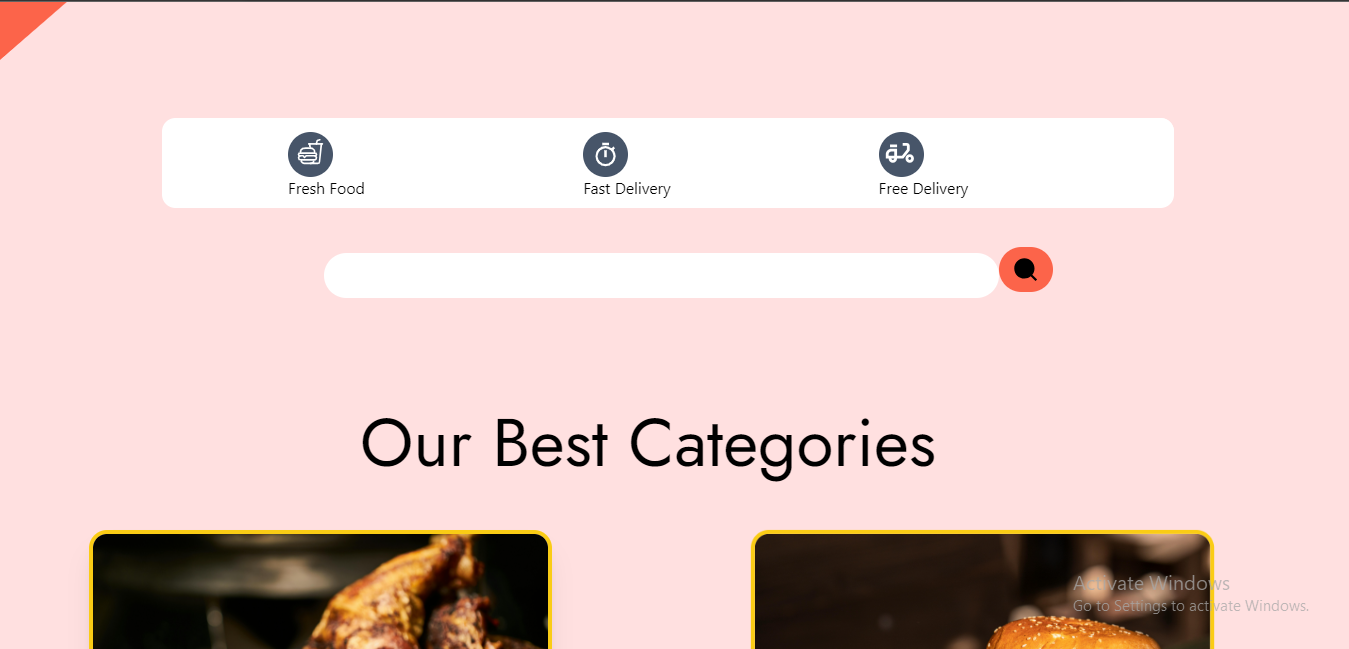 Fresh Food
Fast Delivery
Free Delivery
Our Best Categories
Activate Windows
Go to Settings to activate Windows.